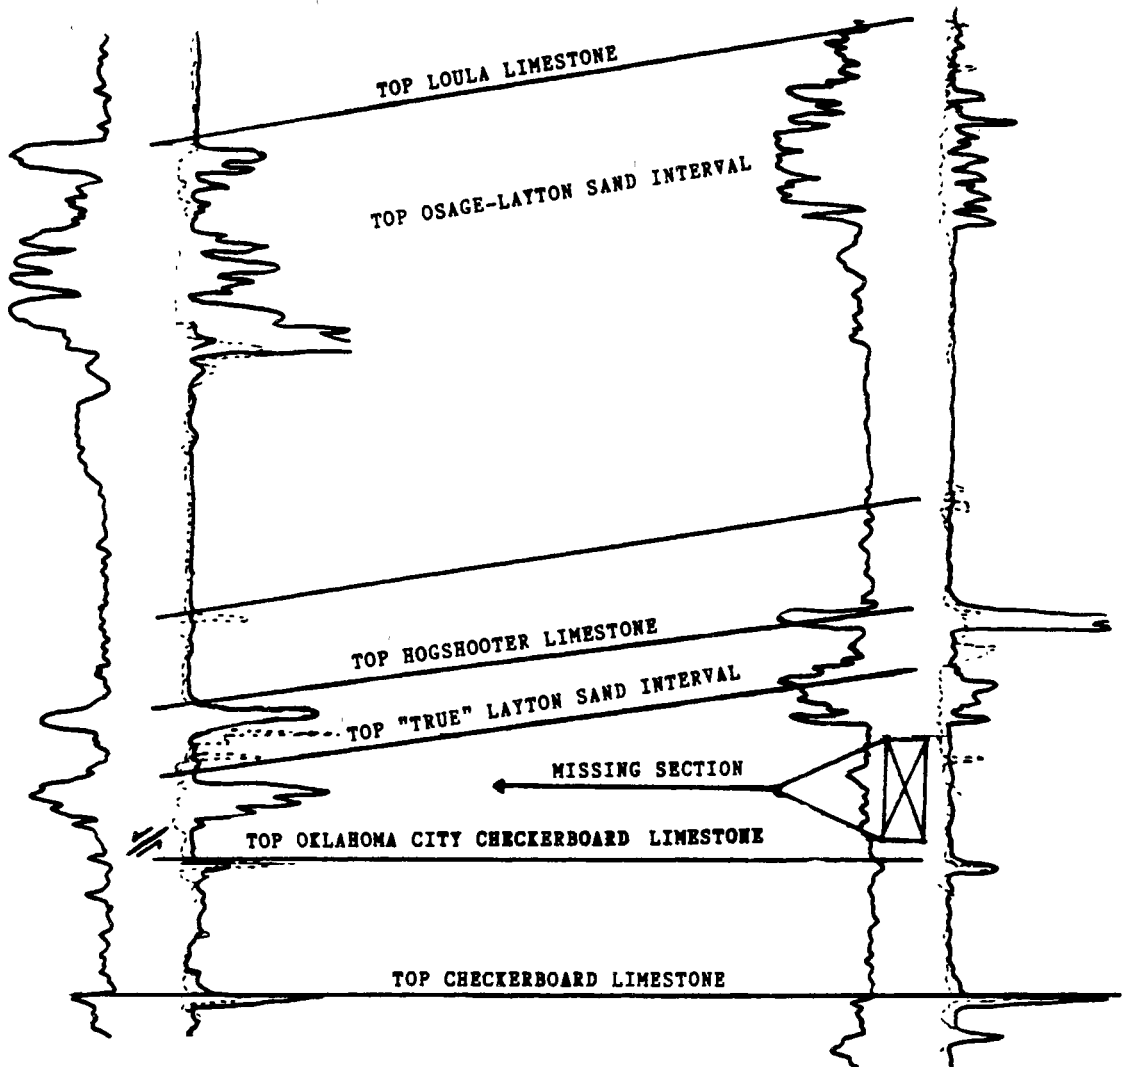 TOP LOULA LIMESTONE
TOP OSAGE-LAYTON SAND INTERVAL
TOP HOGSHOOTER LIMESTONE
TOP "TRUE" LAYTON SAND INTERVAL
MISSING SECTION
TOP OKLAHOMA CITY CHECKERBOARD LIMESTONE
TOP CHECKERBOARD LIMESTONE